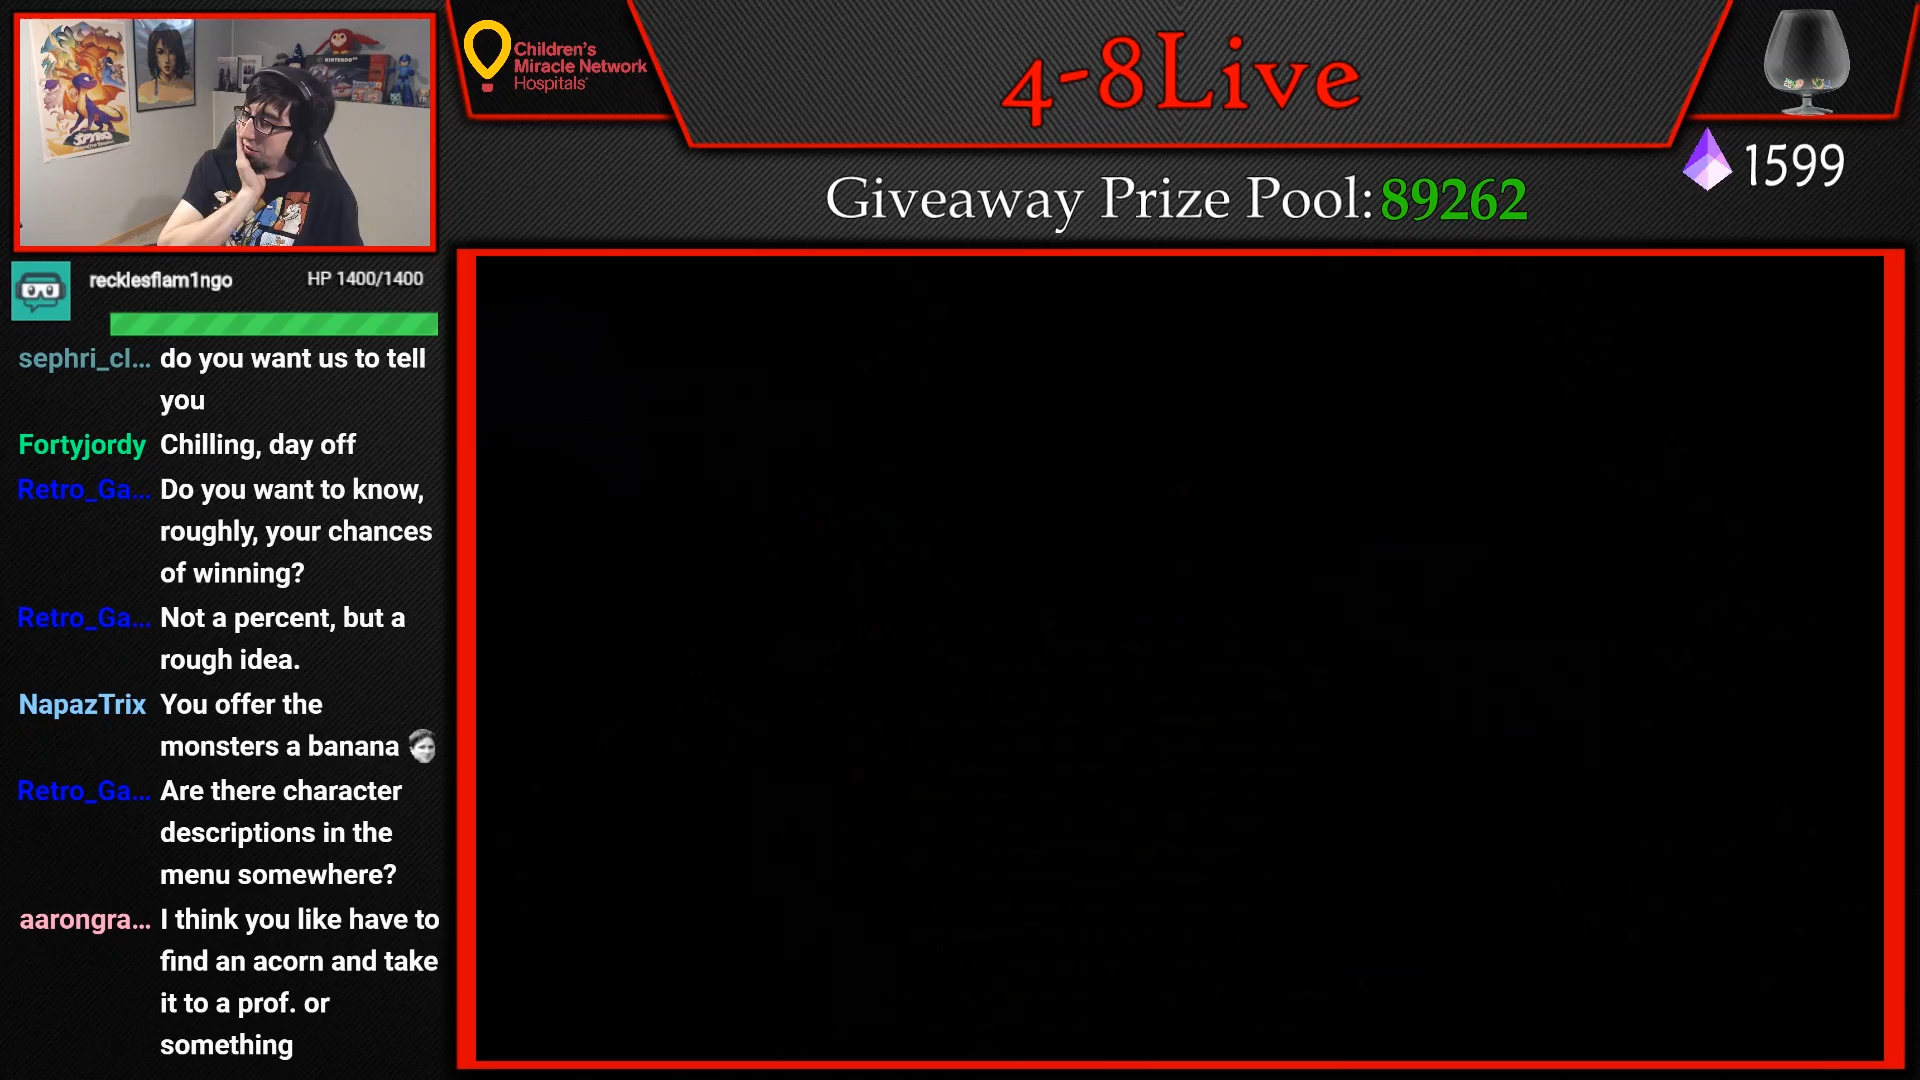 Children's
Miracle Network
Hospitals
4-8Live
1599
Giveaway Prize Pool:89262
SPYRO
recklesflam1ngo HP 1400/1400
sephri_cl... do you want us to tell
you
Fortyjordy Chilling, day off
Retro_Ga... Do you want to know,
roughly, your chances
of winning?
Retro_Ga... Not a percent, but a
rough idea.
NapazTrix You offer the
monsters a banana
Retro_Ga... Are there character
descriptions in the
menu somewhere?
aarongra... I think you like have to
find an acorn and take
it to a prof. or
something